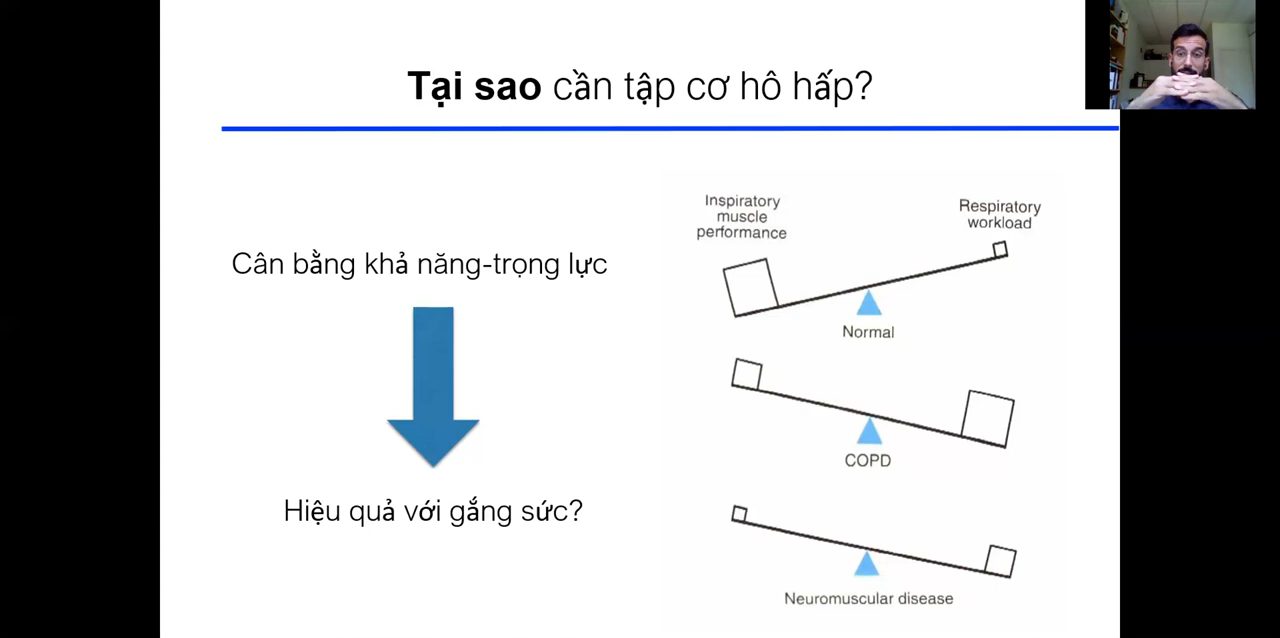 Tại sao cần tập cơ hô hấp?
Cân bằng khả năng-trọng lực
Hiệu quả với gắng sức?
Inspiratory
muscle
performance
Respiratory
workload
Normal
COPD
Neuromuscular disease